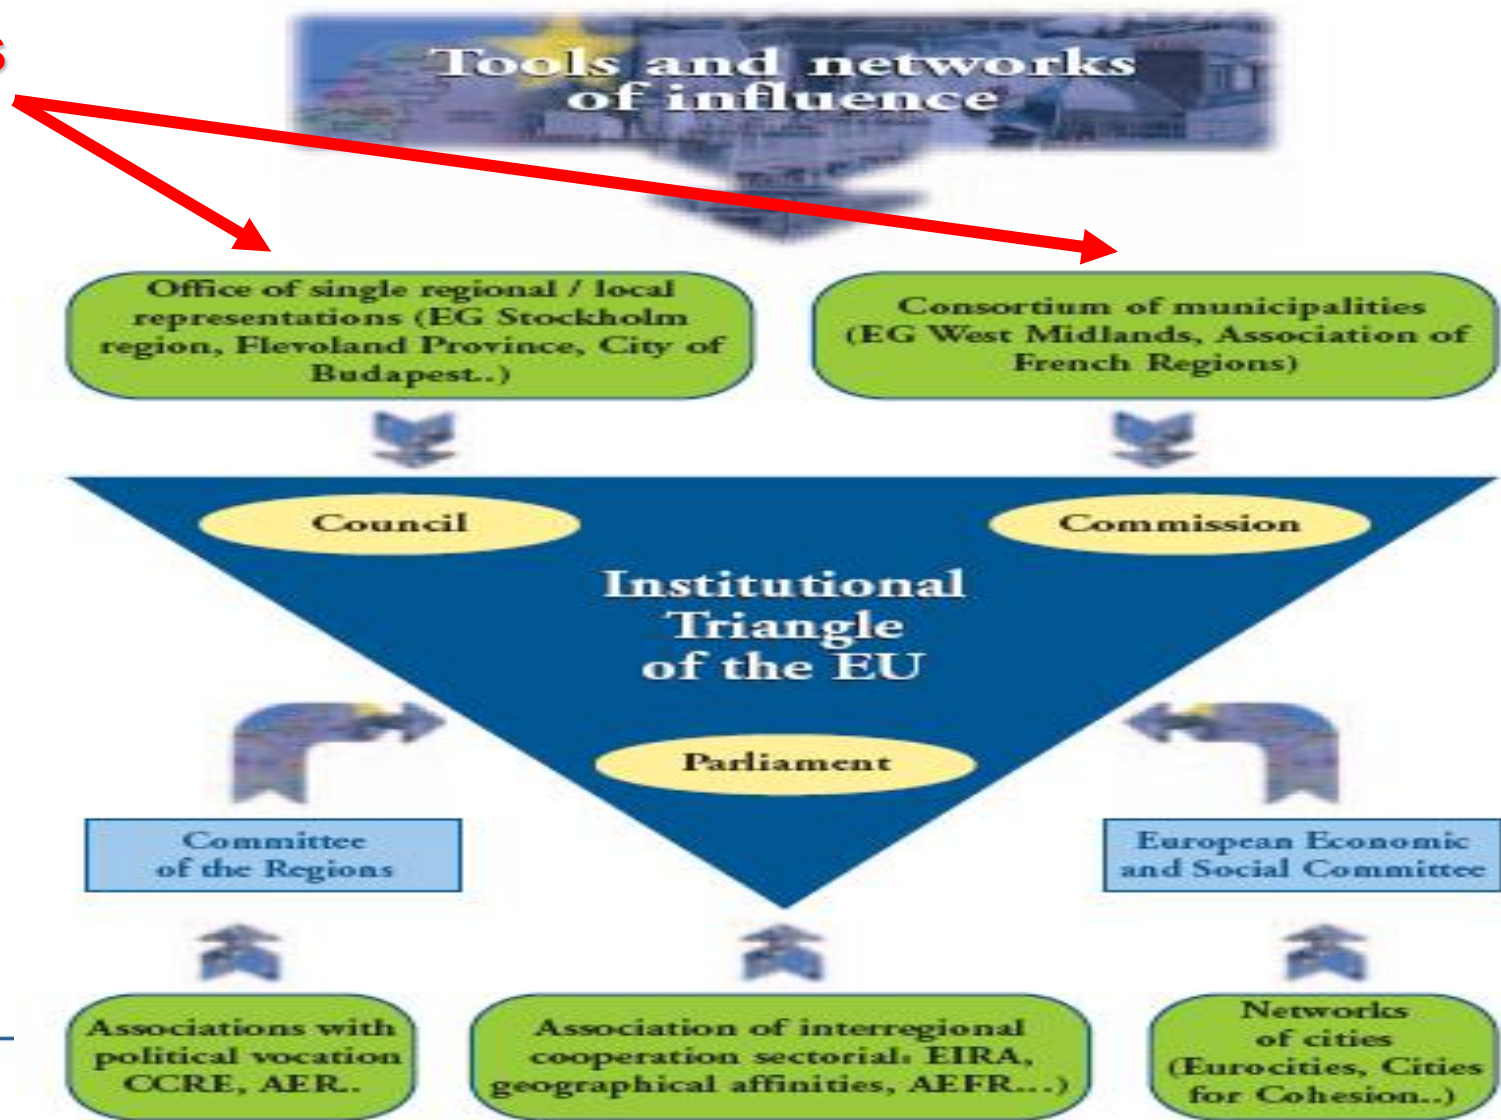 s
Tools and networks
of influence
Office of single regional / local
representations (EG Stockholm
region, Flevoland Province, City of
Budapest..)
Consortium of municipalities
(EG West Midlands, Association of
French Regions)
Council
Commission
Institutional
Triangle
of the EU
Parliament
Committee
of the Regions
European Economic
and Social Committee
Associations with
political vocation
CCRE, AER..
Association of interregional
cooperation sectorial: EIRA,
geographical affinities, AEFR...)
Networks
of cities
(Eurocities, Cities
for Cohesion..)